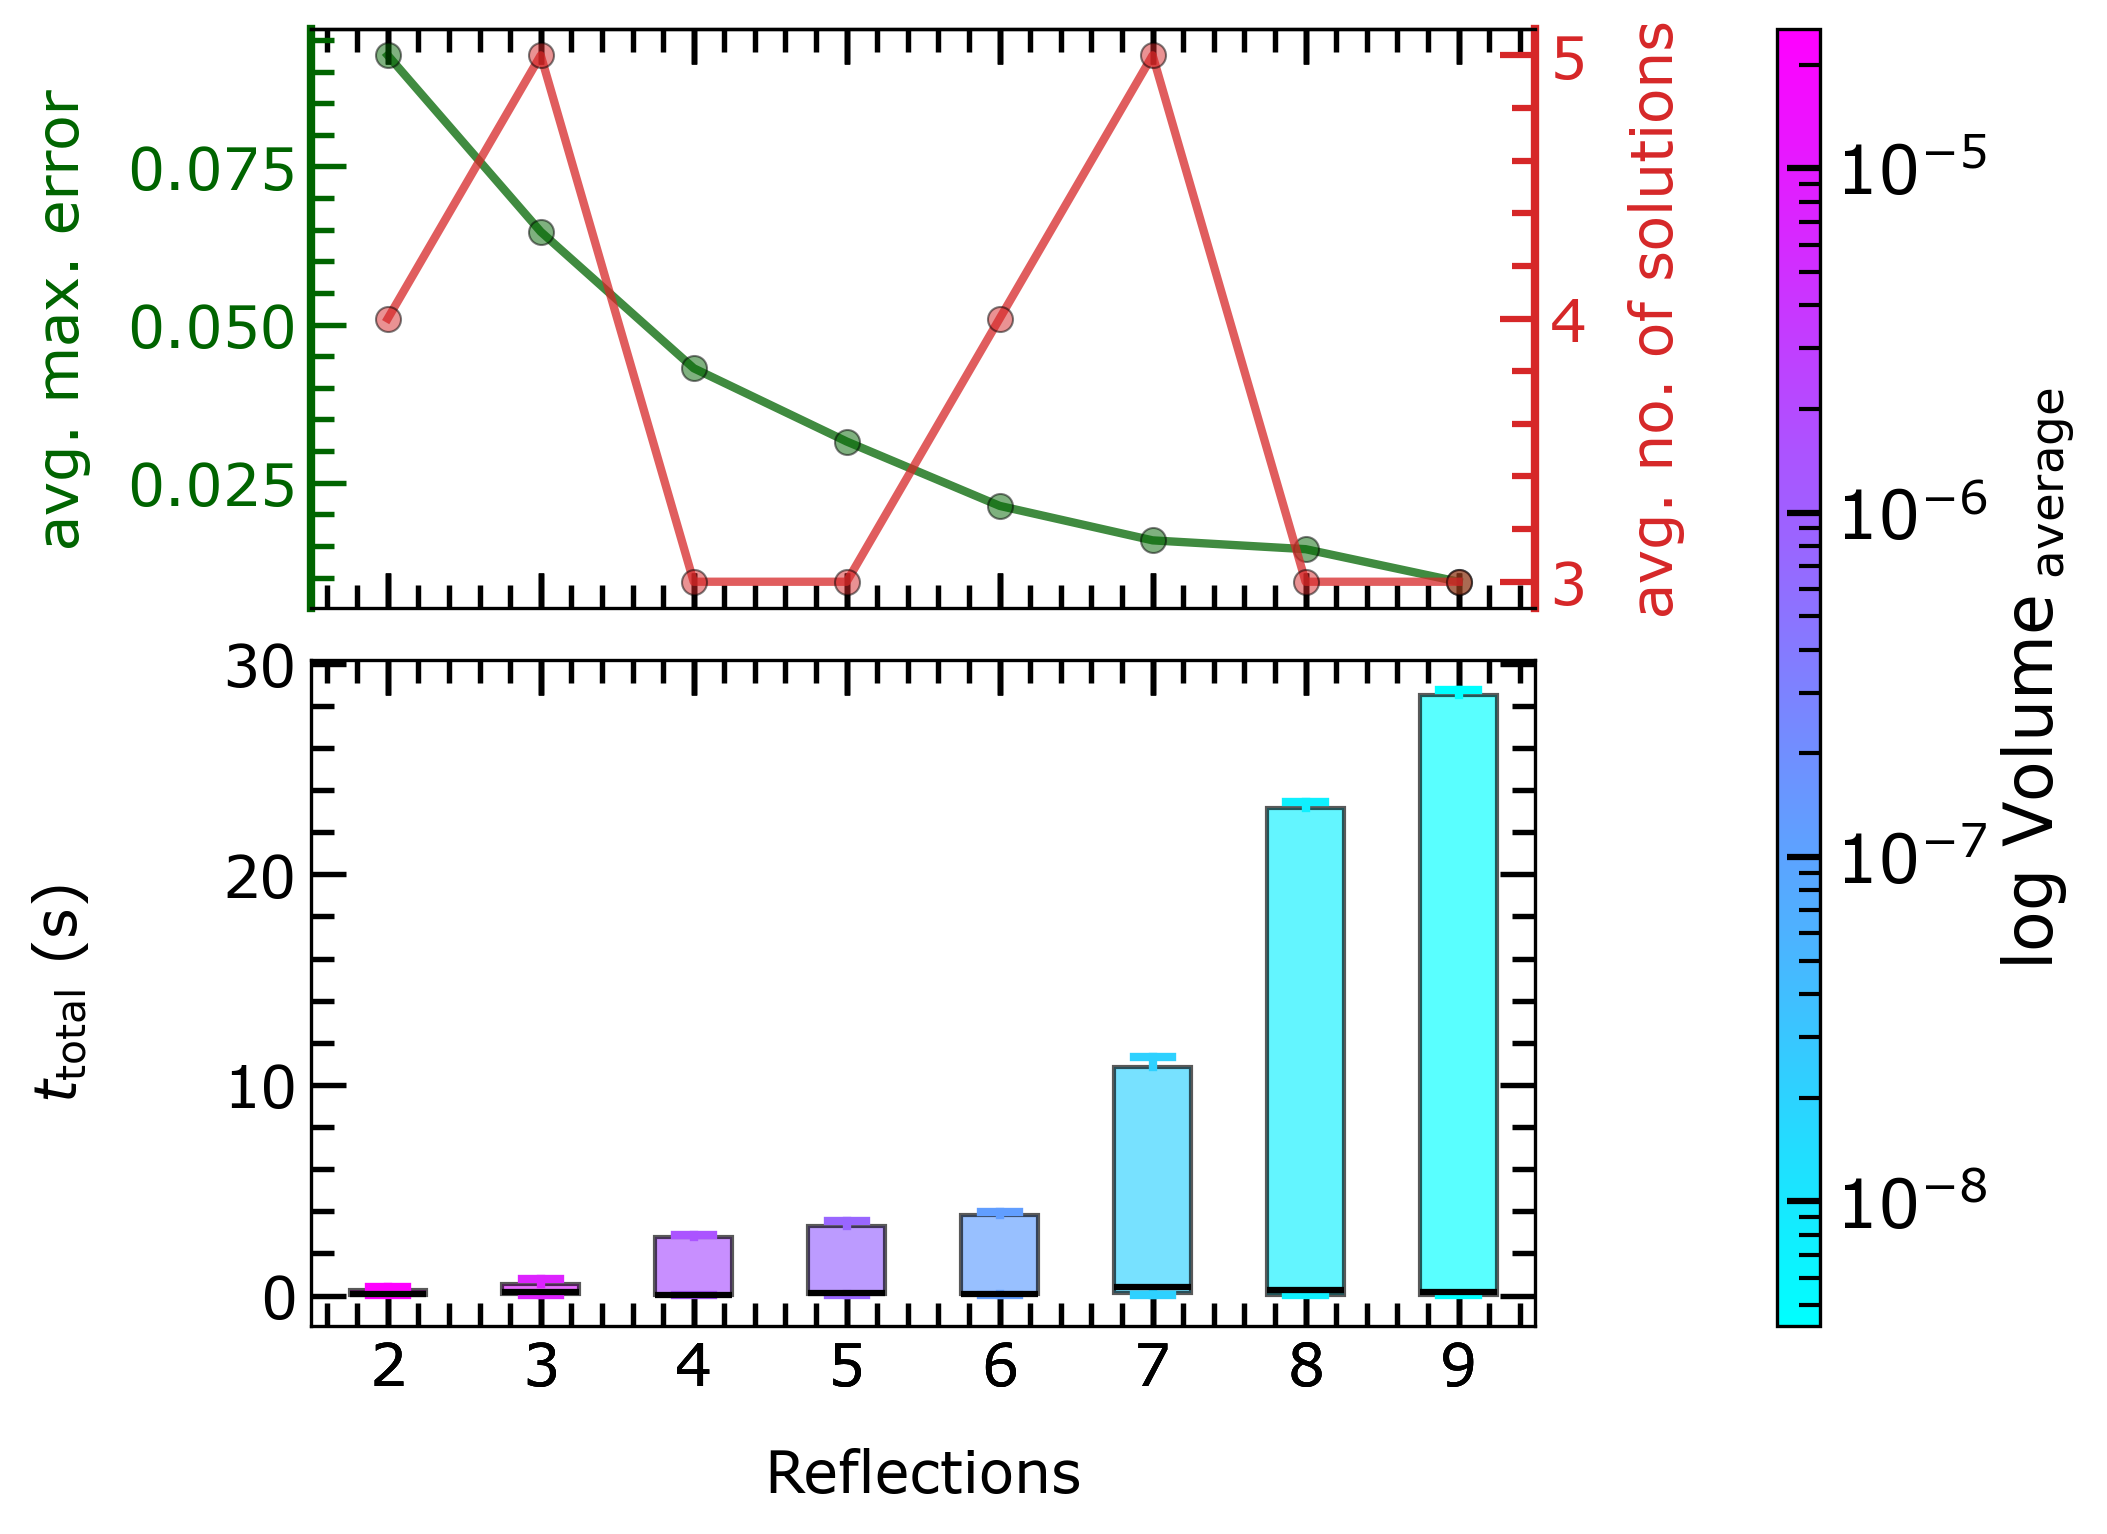 avg. max. error
0.075
0.050
0.025
5
4
3
avg. no. of solutions
30
20
10
0
t_total (s)
2 3 4 5 6 7 8 9
Reflections
10⁻⁵
10⁻⁶
10⁻⁷
10⁻⁸
log Volume average